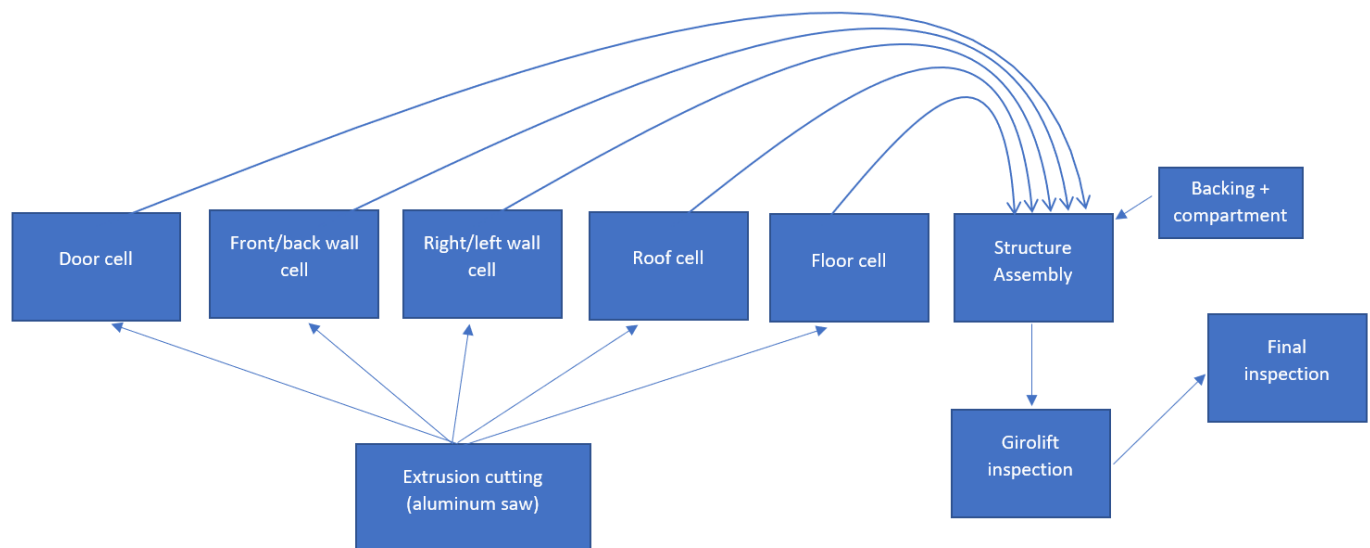 Backing +
compartment
Door cell
Front/back wall
cell
Right/left wall
cell
Roof cell
Floor cell
Structure
Assembly
Final
inspection
Extrusion cutting
(aluminum saw)
Girolift
inspection